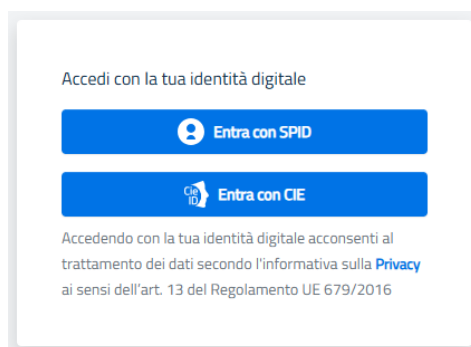 Accedi con la tua identità digitale
Entra con SPID
Cie ID Entra con CIE
Accedendo con la tua identità digitale acconsenti al
trattamento dei dati secondo l'informativa sulla Privacy
ai sensi dell'art. 13 del Regolamento UE 679/2016